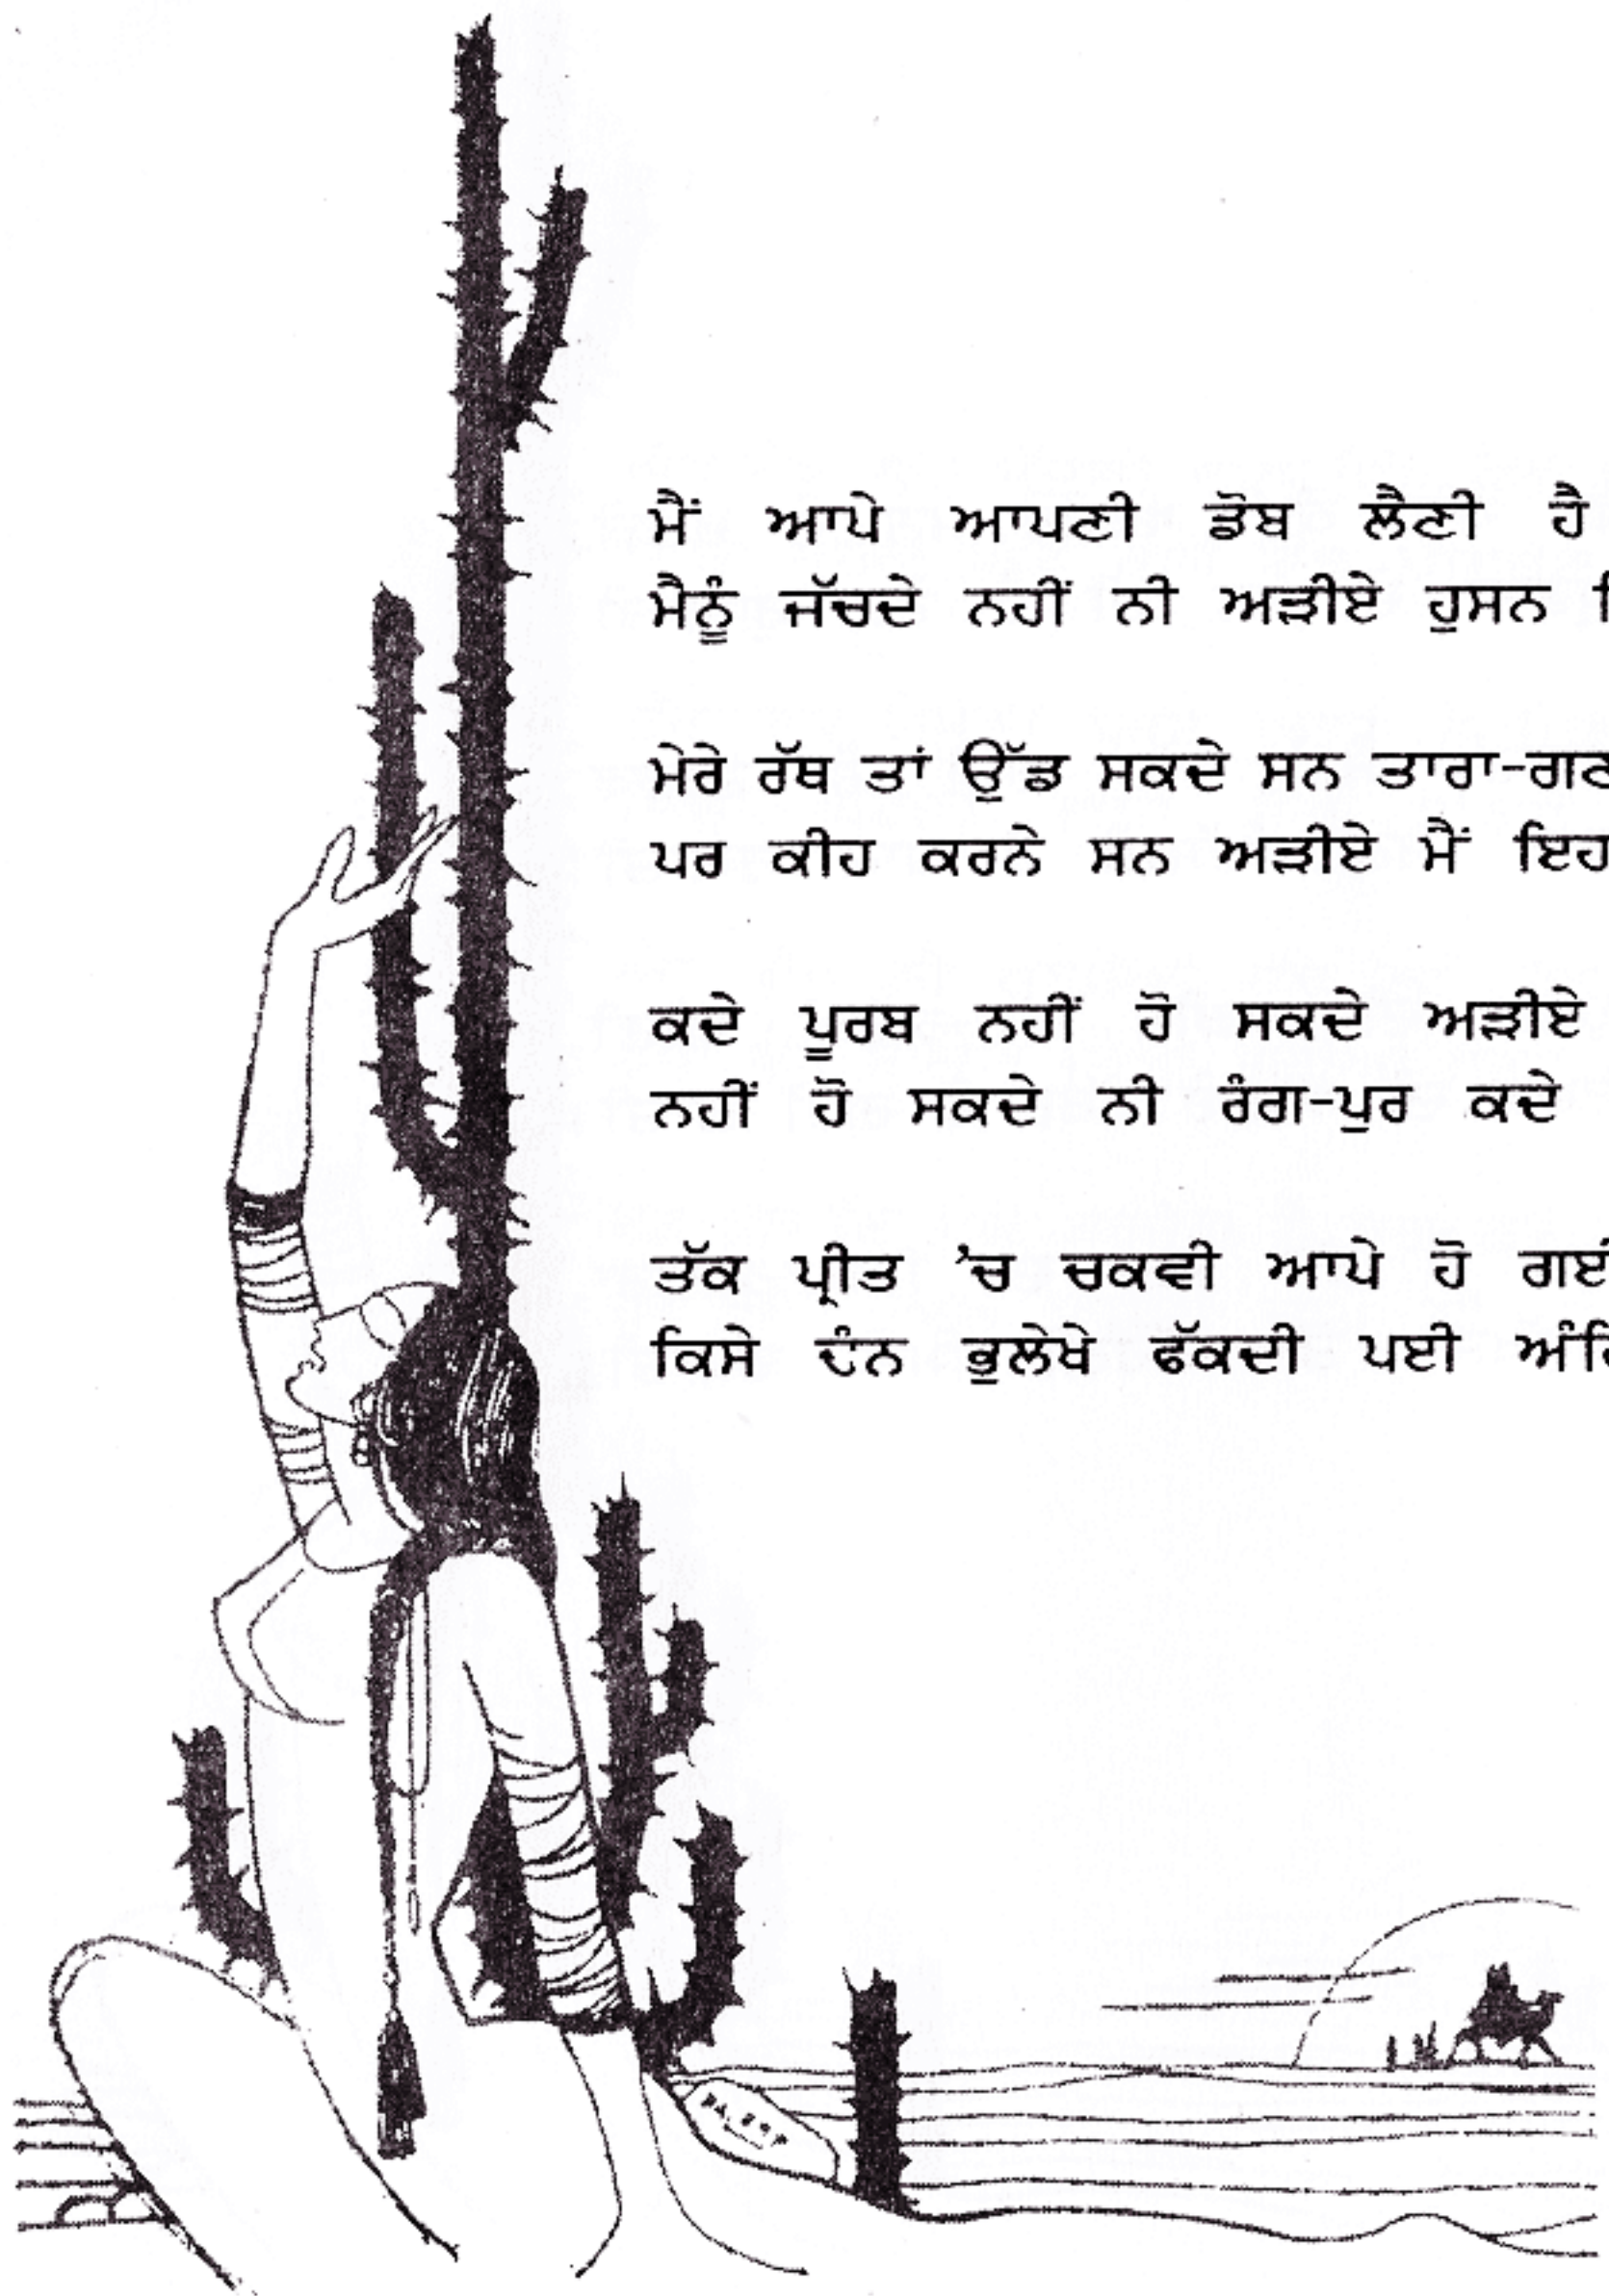 ਮੈਂ ਆਪੇ ਆਪਣੀ ਡੋਬ ਲੈਣੀ ਹੈ
ਮੈਨੂੰ ਜੱਚਦੇ ਨਹੀਂ ਨੀ ਅੜੀਏ ਹੁਸਨ
ਮੇਰੇ ਰੱਥ ਤਾਂ ਉੱਡ ਸਕਦੇ ਸਨ ਤਾਰਾ-ਗਣ
ਪਰ ਕੀਹ ਕਰਨੇ ਸਨ ਅੜੀਏ ਮੈਂ ਇਹ
ਕਦੇ ਪੂਰਬ ਨਹੀਂ ਹੋ ਸਕਦੇ ਅੜੀਏ
ਨਹੀਂ ਹੋ ਸਕਦੇ ਨੀ ਰੰਗ-ਪੁਰ ਕਦੇ
ਤੱਕ ਪ੍ਰੀਤ 'ਚ ਚਕਵੀ ਆਪੇ ਹੋ ਗਈ
ਕਿਸੇ ਚੰਨ ਭੁਲੇਖੇ ਫੱਕਦੀ ਪਈ